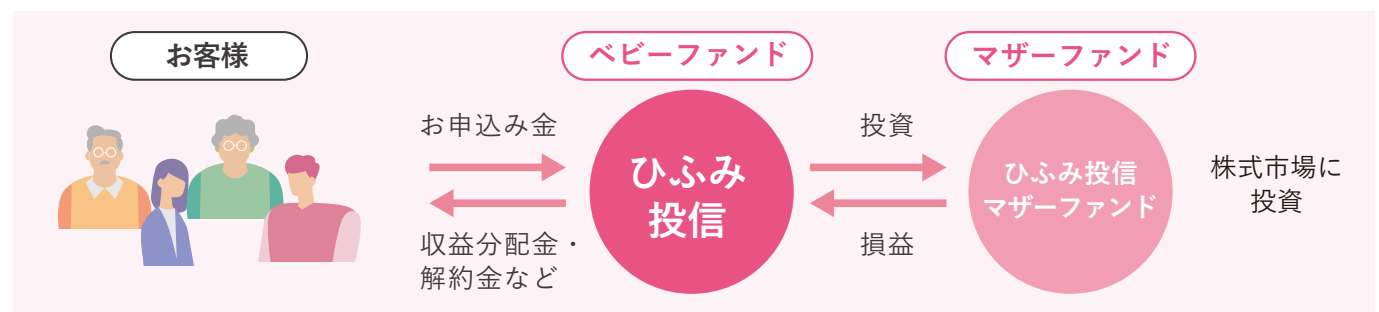 お客様
ベビーファンド
マザーファンド
お申込み金
収益分配金・
解約金など
ひふみ
投信
投資
損益
ひふみ投信
マザーファンド
株式市場に
投資